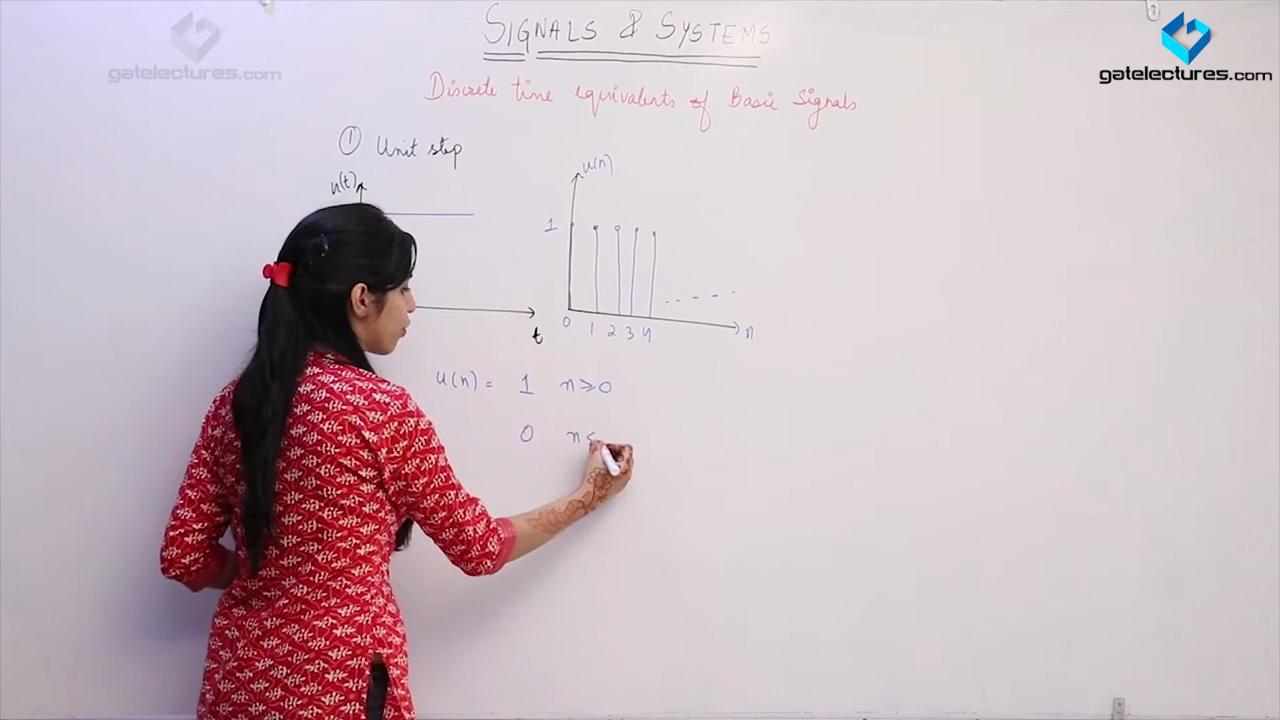 gatelectures.com
gatelectures.com
SIGNALS & SYSTEMS
Discrete time equivalents of Basic Signals
① Unit step
u(t)
t
u(n)
1
0 1 2 3 4
n
u(n) = 1 n≥0
0 n<